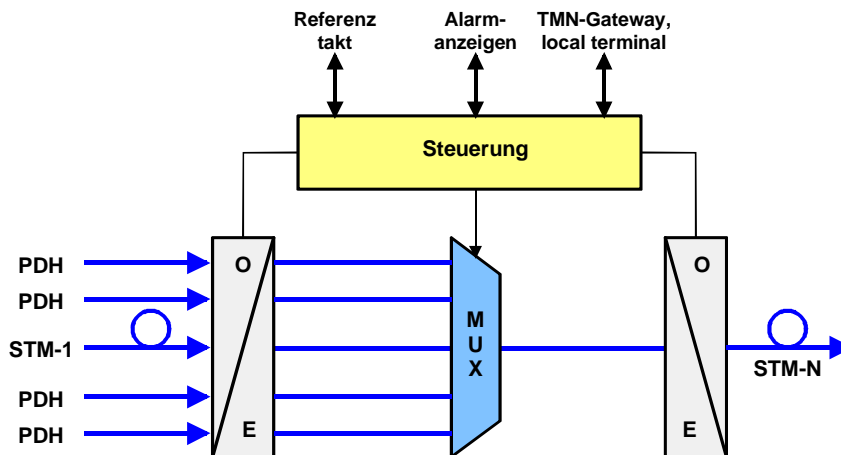 Referenz
takt
Alarm-
anzeigen
TMN-Gateway,
local terminal
Steuerung
PDH
PDH
STM-1
PDH
PDH
O
E
M
U
X
O
E
STM-N